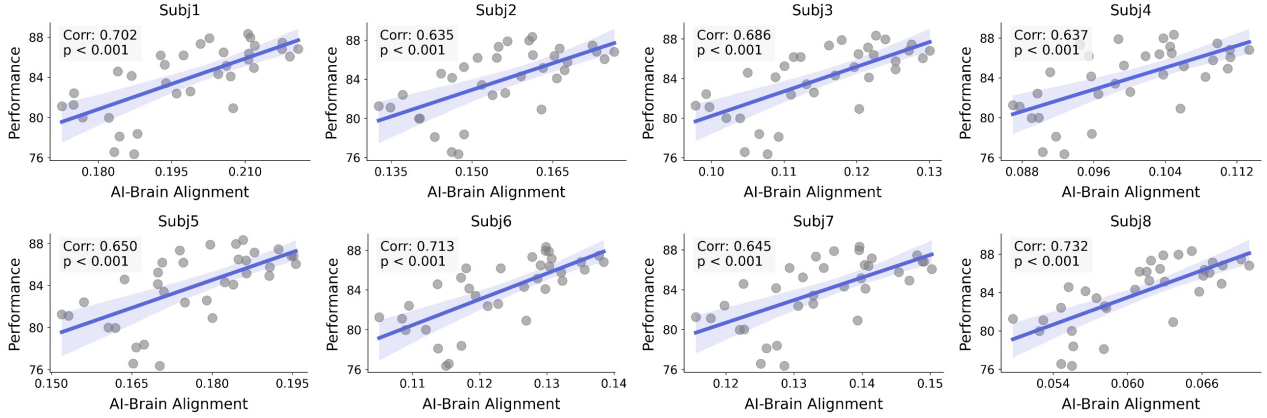 Subj1
Corr: 0.702
p < 0.001
Performance
88
84
80
76
0.180
0.195
0.210
AI-Brain Alignment
Subj2
Corr: 0.635
p < 0.001
Performance
88
84
80
76
0.135
0.150
0.165
AI-Brain Alignment
Subj3
Corr: 0.686
p < 0.001
Performance
88
84
80
76
0.10
0.11
0.12
0.13
AI-Brain Alignment
Subj4
Corr: 0.637
p < 0.001
Performance
88
84
80
76
0.088
0.096
0.104
0.112
AI-Brain Alignment
Subj5
Corr: 0.650
p < 0.001
Performance
88
84
80
76
0.150
0.165
0.180
0.195
AI-Brain Alignment
Subj6
Corr: 0.713
p < 0.001
Performance
88
84
80
76
0.11
0.12
0.13
0.14
AI-Brain Alignment
Subj7
Corr: 0.645
p < 0.001
Performance
88
84
80
76
0.12
0.13
0.14
0.15
AI-Brain Alignment
Subj8
Corr: 0.732
p < 0.001
Performance
88
84
80
76
0.054
0.060
0.066
AI-Brain Alignment